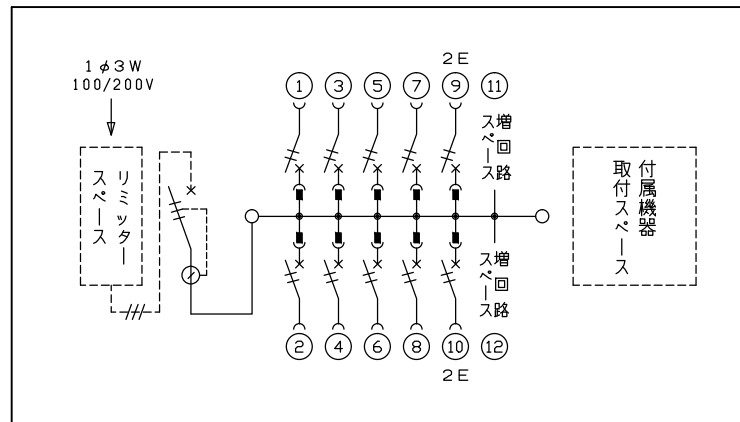 1φ3W
100/200V
リミッター
スペース
2E
1 3 5 7 9 11
増回路
スペース
付属機器
取付スペース
増回路
スペース
2 4 6 8 10 12
2E